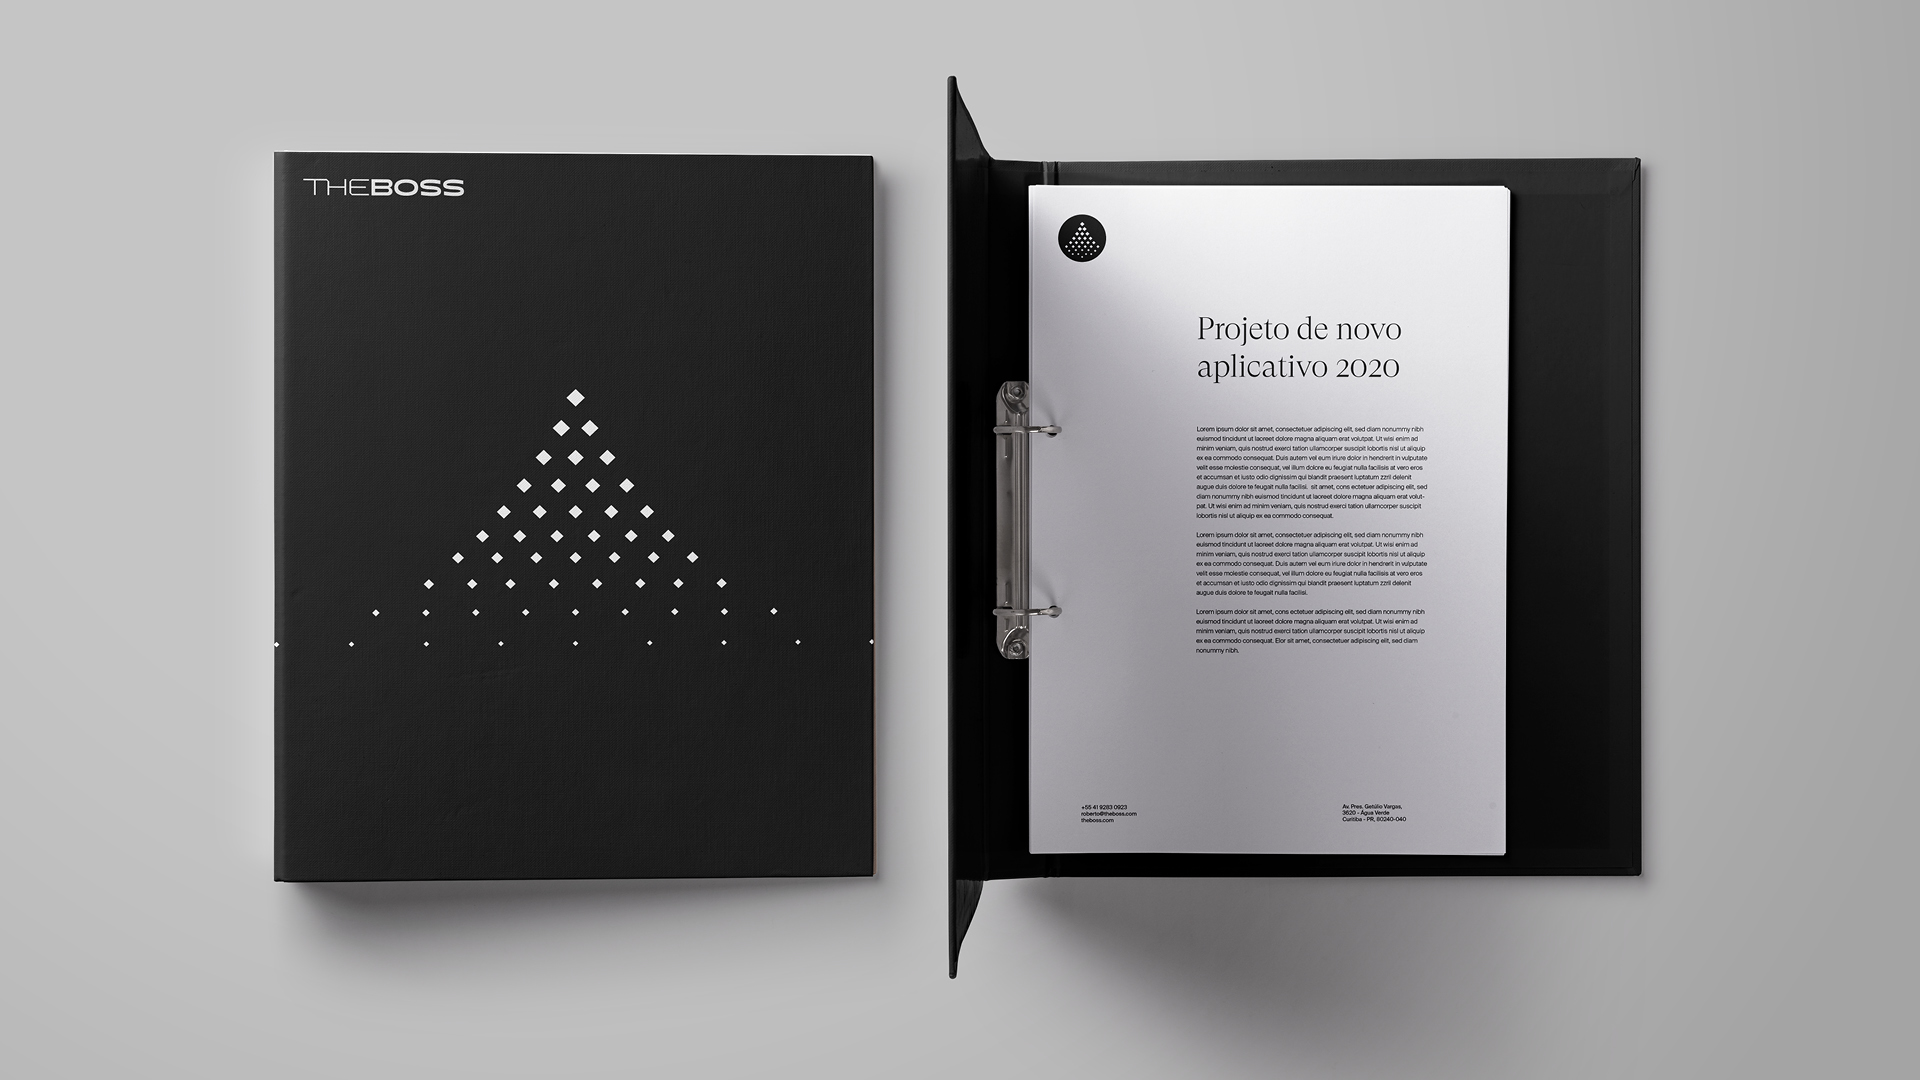 THEBOSS
Projeto de novo
aplicativo 2020
Lorem ipsum dolor sit amet, consectetuer adipiscing elit, sed diam nonummy nibh
euismod tincidunt ut laoreet dolore magna aliquam erat volutpat. Ut wisi enim ad
minim veniam, quis nostrud exerci tation ullamcorper suscipit lobortis nisl ut aliquip
ex ea commodo consequat. Duis autem vel eum iriure dolor in hendrerit in vulputate
velit esse molestie consequat, vel illum dolore eu feugiat nulla facilisis at vero eros
et accumsan et iusto odio dignissim qui blandit praesent luptatum zzril delenit
augue duis dolore te feugait nulla facilisi. sit amet, cons ectetuer adipiscing elit, sed
diam nonummy nibh euismod tincidunt ut laoreet dolore magna aliquam erat volut-
pat. Ut wisi enim ad minim veniam, quis nostrud exerci tation ullamcorper suscipit
lobortis nisl ut aliquip ex ea commodo consequat.
Lorem ipsum dolor sit amet, consectetuer adipiscing elit, sed diam nonummy nibh
euismod tincidunt ut laoreet dolore magna aliquam erat volutpat. Ut wisi enim ad
minim veniam, quis nostrud exerci tation ullamcorper suscipit lobortis nisl ut aliquip
ex ea commodo consequat. Duis autem vel eum iriure dolor in hendrerit in vulputate
velit esse molestie consequat, vel illum dolore eu feugiat nulla facilisis at vero eros
et accumsan et iusto odio dignissim qui blandit praesent luptatum zzril delenit
augue duis dolore te feugait nulla facilisi.
Lorem ipsum dolor sit amet, cons ectetuer adipiscing elit, sed diam nonummy nibh
euismod tincidunt ut laoreet dolore magna aliquam erat volutpat. Ut wisi enim ad
minim veniam, quis nostrud exerci tation ullamcorper suscipit lobortis nisl ut aliquip
ex ea commodo consequat. Elor sit amet, consectetuer adipiscing elit, sed diam
nonummy nibh.
+55 41 9283 0923
roberto@theboss.com
theboss.com
Av. Pres. Getúlio Vargas,
3620 - Água Verde
Curitiba - PR, 80240-040